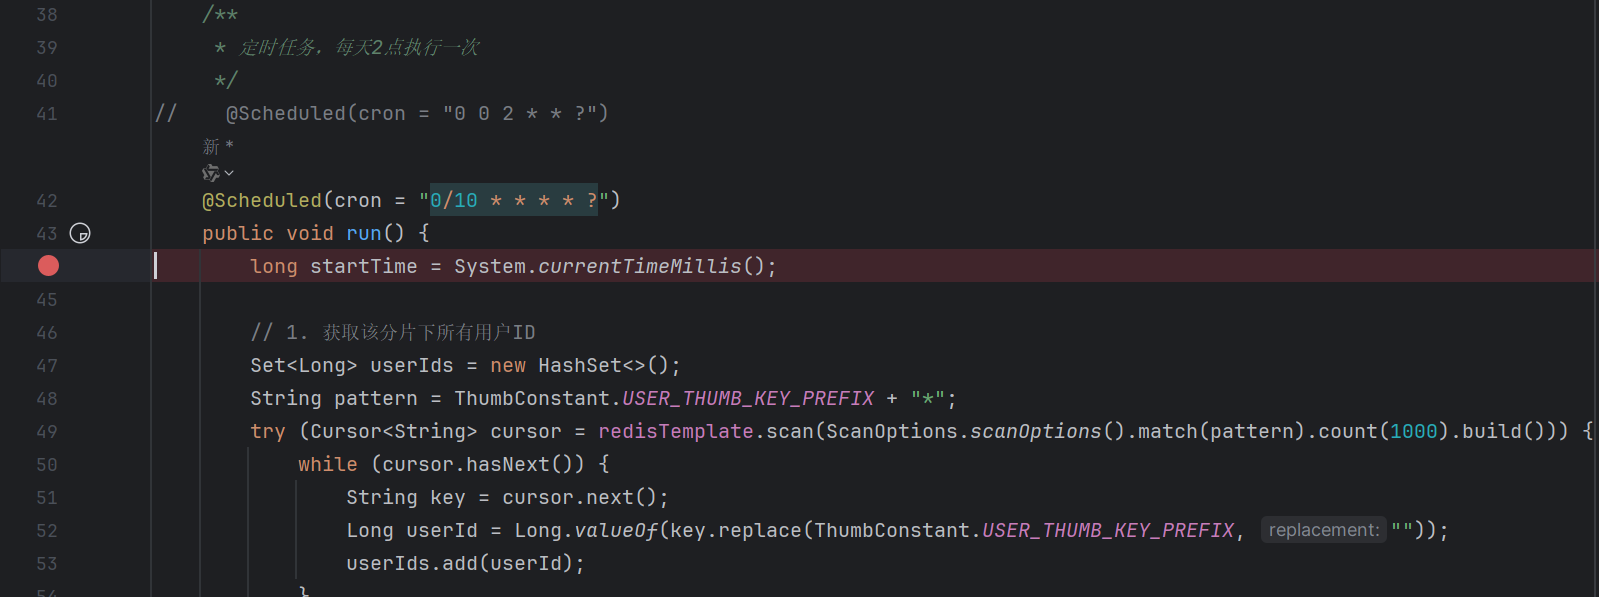 38 /**
39 * 定时任务，每天2点执行一次
40 */
41 // @Scheduled(cron = "0 0 2 * * ?")
新 *
42 @Scheduled(cron = "0/10 * * * * ?")
43 public void run() {
long startTime = System.currentTimeMillis();
45
46 // 1. 获取该分片下所有用户ID
47 Set<Long> userIds = new HashSet<>();
48 String pattern = ThumbConstant.USER_THUMB_KEY_PREFIX + "*";
49 try (Cursor<String> cursor = redisTemplate.scan(ScanOptions.scanOptions().match(pattern).count(1000).build())) {
50 while (cursor.hasNext()) {
51 String key = cursor.next();
52 Long userId = Long.valueOf(key.replace(ThumbConstant.USER_THUMB_KEY_PREFIX, replacement: ""));
53 userIds.add(userId);
54 }